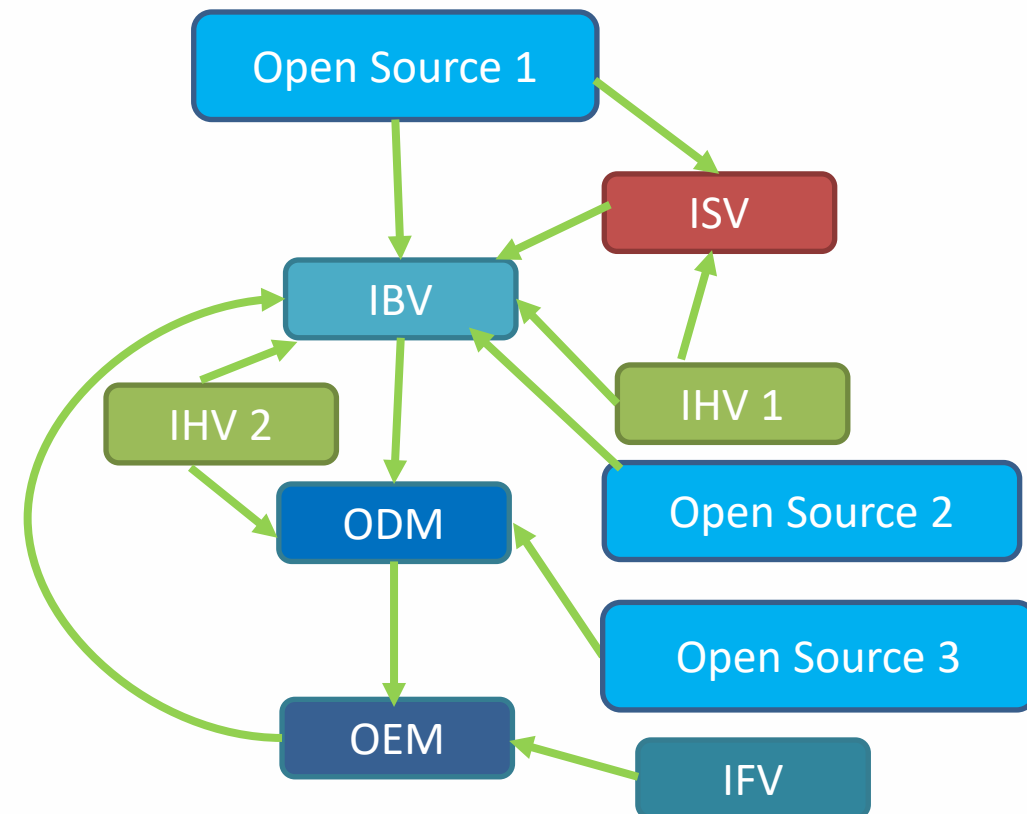 Open Source 1
ISV
IBV
IHV 2
IHV 1
ODM
Open Source 2
Open Source 3
OEM
IFV